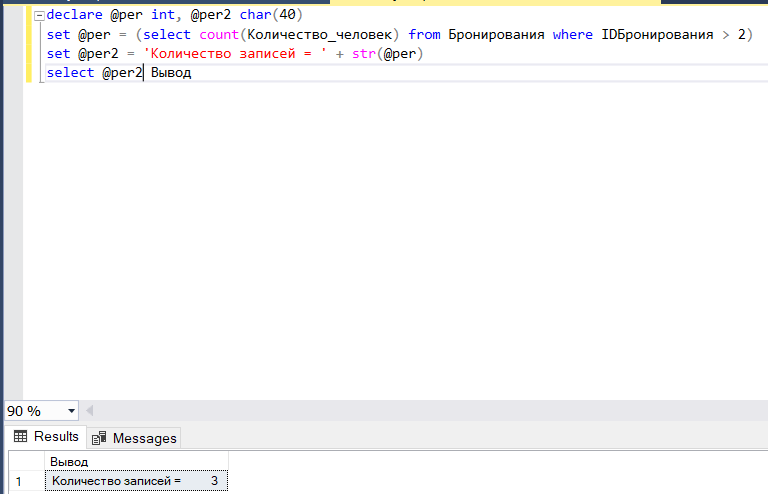 declare @per int, @per2 char(40)
set @per = (select count(Количество_человек) from Бронирования where IDБронирования > 2)
set @per2 = 'Количество записей = ' + str(@per)
select @per2 Вывод
90 %
Results Messages
Вывод
1 Количество записей = 3